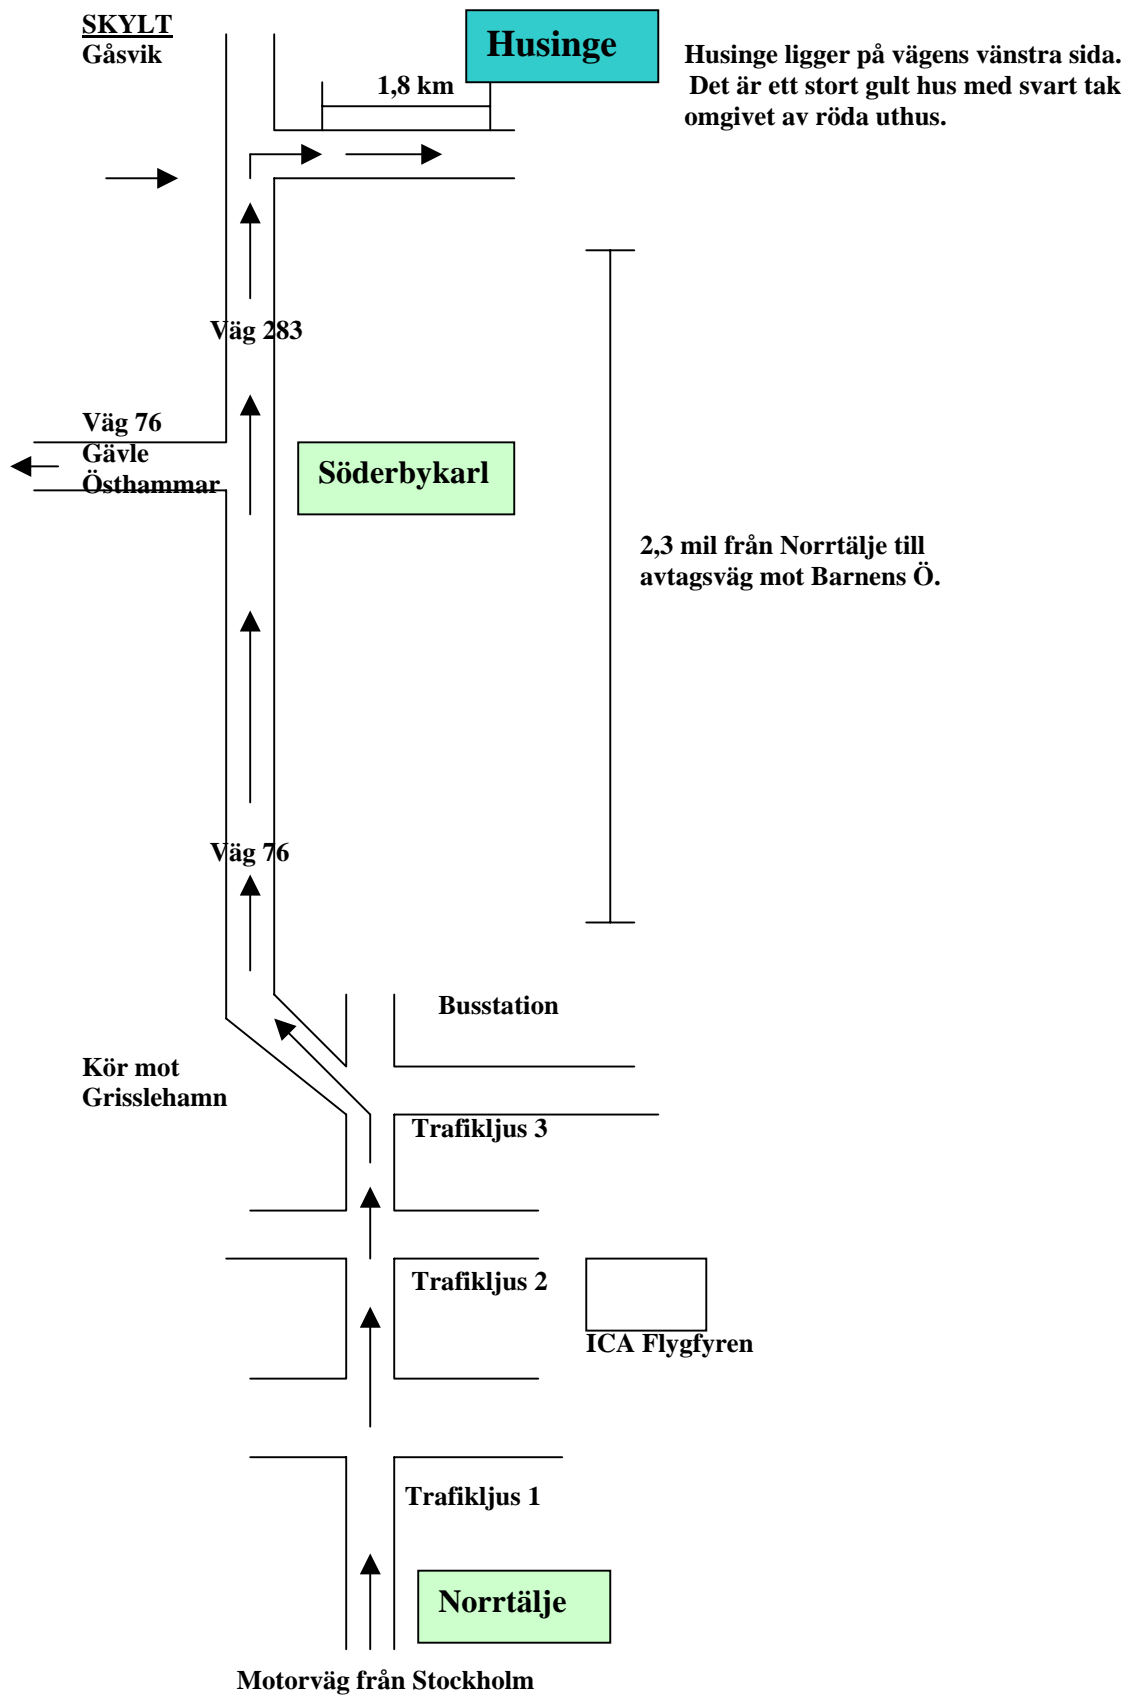 SKYLT
Gåsvik
Husinge
Husinge ligger på vägens vänstra sida.
Det är ett stort gult hus med svart tak
omgivet av röda uthus.
1,8 km
Väg 283
Väg 76
Gävle
Östhammar
Söderbykarl
2,3 mil från Norrtälje till
avtagsväg mot Barnens Ö.
Väg 76
Busstation
Kör mot
Grisslehamn
Trafikljus 3
Trafikljus 2
ICA Flygfyren
Trafikljus 1
Norrtälje
Motorväg från Stockholm